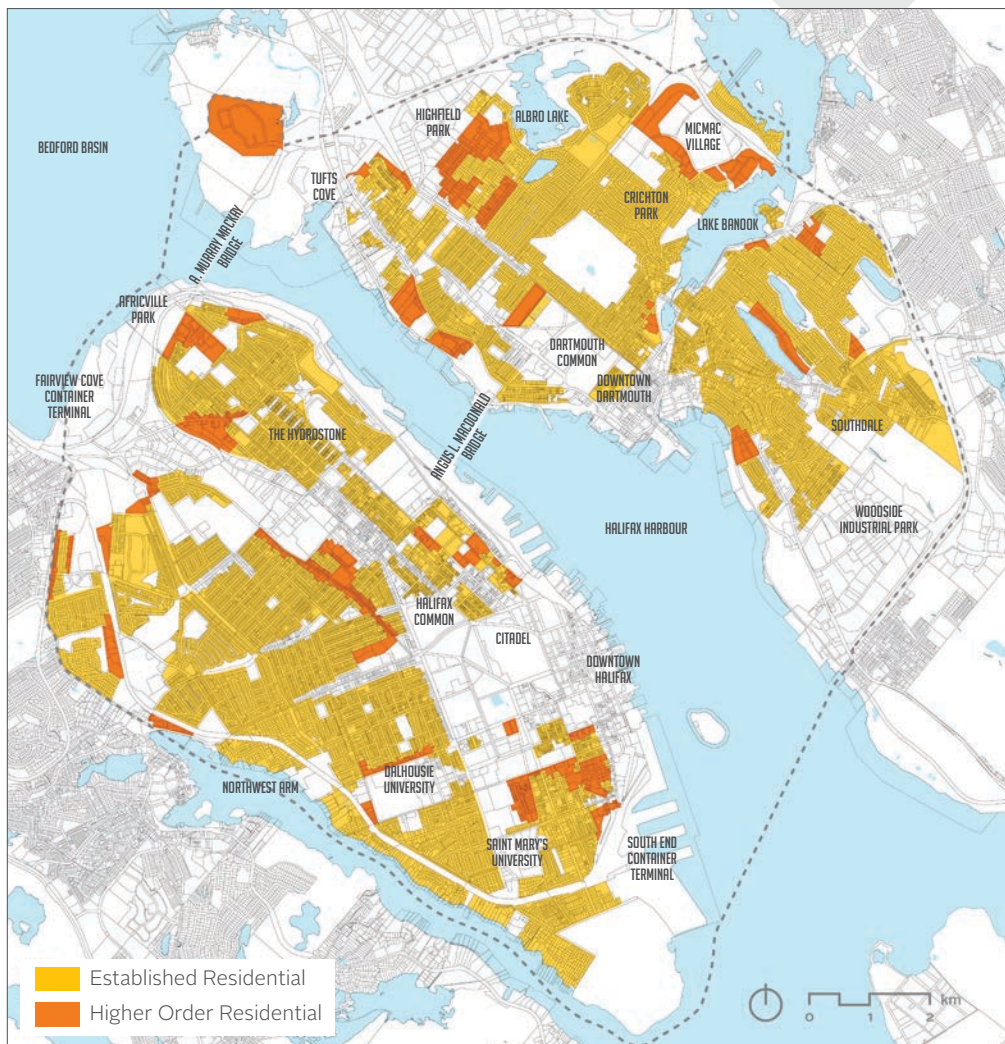 HIGHFIELD
PARK
ALBRO LAKE
MICMAC
VILLAGE
BEDFORD BASIN
TUFTS
COVE
CRICHTON
PARK
LAKE BANOOK
A. MURRAY MACKAY
BRIDGE
AFRICVILLE
PARK
DARTMOUTH
COMMON
FAIRVIEW COVE
CONTAINER
TERMINAL
DOWNTOWN
DARTMOUTH
ANGUS L. MACDONALD
BRIDGE
THE HYDROSTONE
SOUTHDALE
WOODSIDE
INDUSTRIAL PARK
HALIFAX HARBOUR
HALIFAX
COMMON
CITADEL
DOWNTOWN
HALIFAX
NORTHWEST ARM
DALHOUSIE
UNIVERSITY
SAINT MARY'S
UNIVERSITY
SOUTH END
CONTAINER
TERMINAL
Established Residential
Higher Order Residential
km
0 1 2